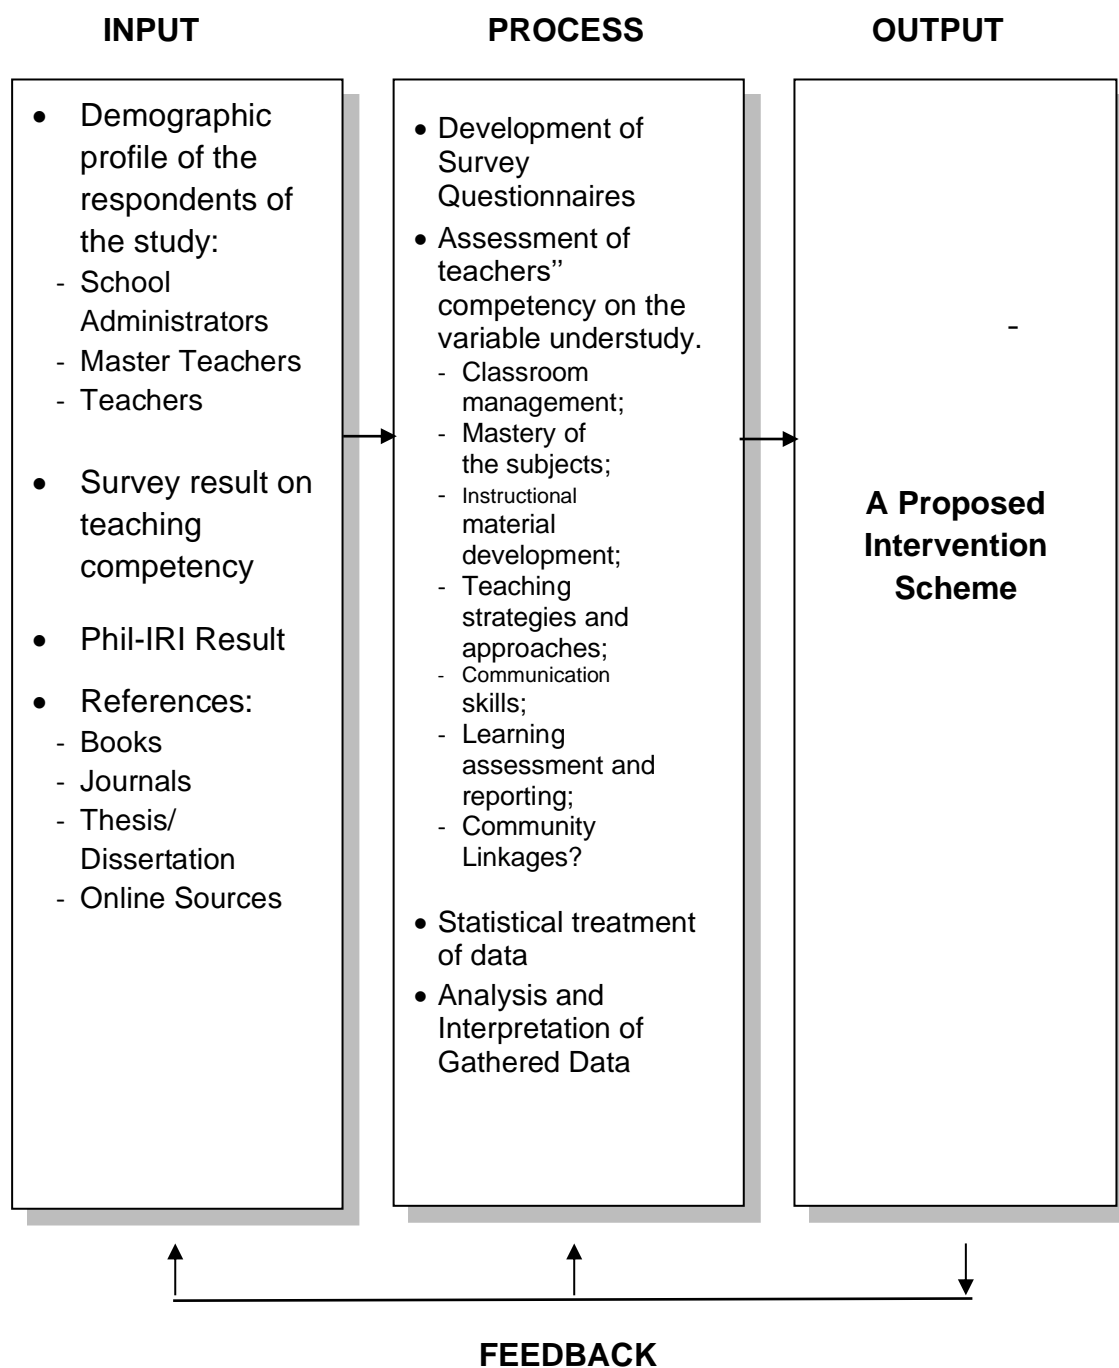 INPUT
PROCESS
OUTPUT
• Demographic
profile of the
respondents of
the study:
- School
Administrators
- Master Teachers
- Teachers
• Survey result on
teaching
competency
• Phil-IRI Result
• References:
- Books
- Journals
- Thesis/
Dissertation
- Online Sources
• Development of
Survey
Questionnaires
• Assessment of
teachers’’
competency on the
variable understudy.
- Classroom
management;
- Mastery of
the subjects;
- Instructional
material
development;
- Teaching
strategies and
approaches;
- Communication
skills;
- Learning
assessment and
reporting;
- Community
Linkages?
• Statistical treatment
of data
• Analysis and
Interpretation of
Gathered Data
-
A Proposed
Intervention
Scheme
FEEDBACK